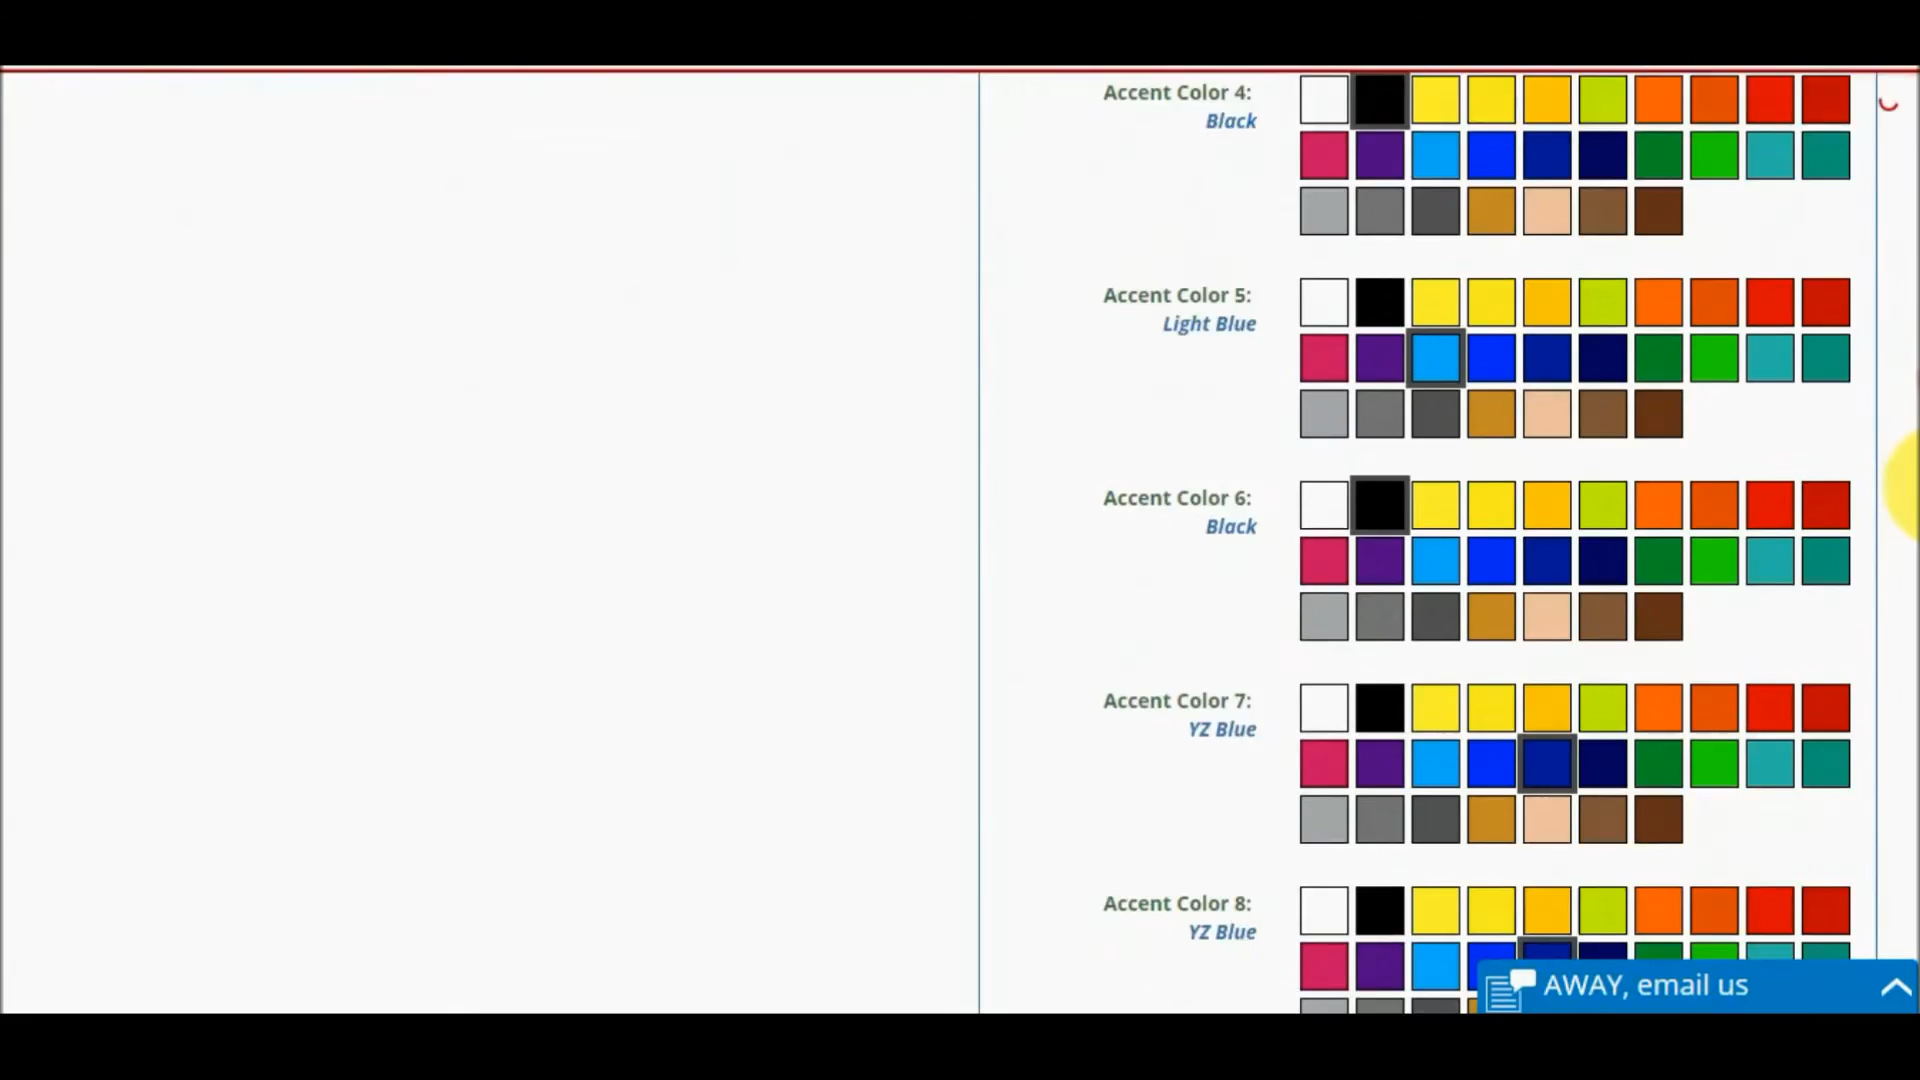 Accent Color 4:
Black
Accent Color 5:
Light Blue
Accent Color 6:
Black
Accent Color 7:
YZ Blue
Accent Color 8:
YZ Blue
AWAY, email us